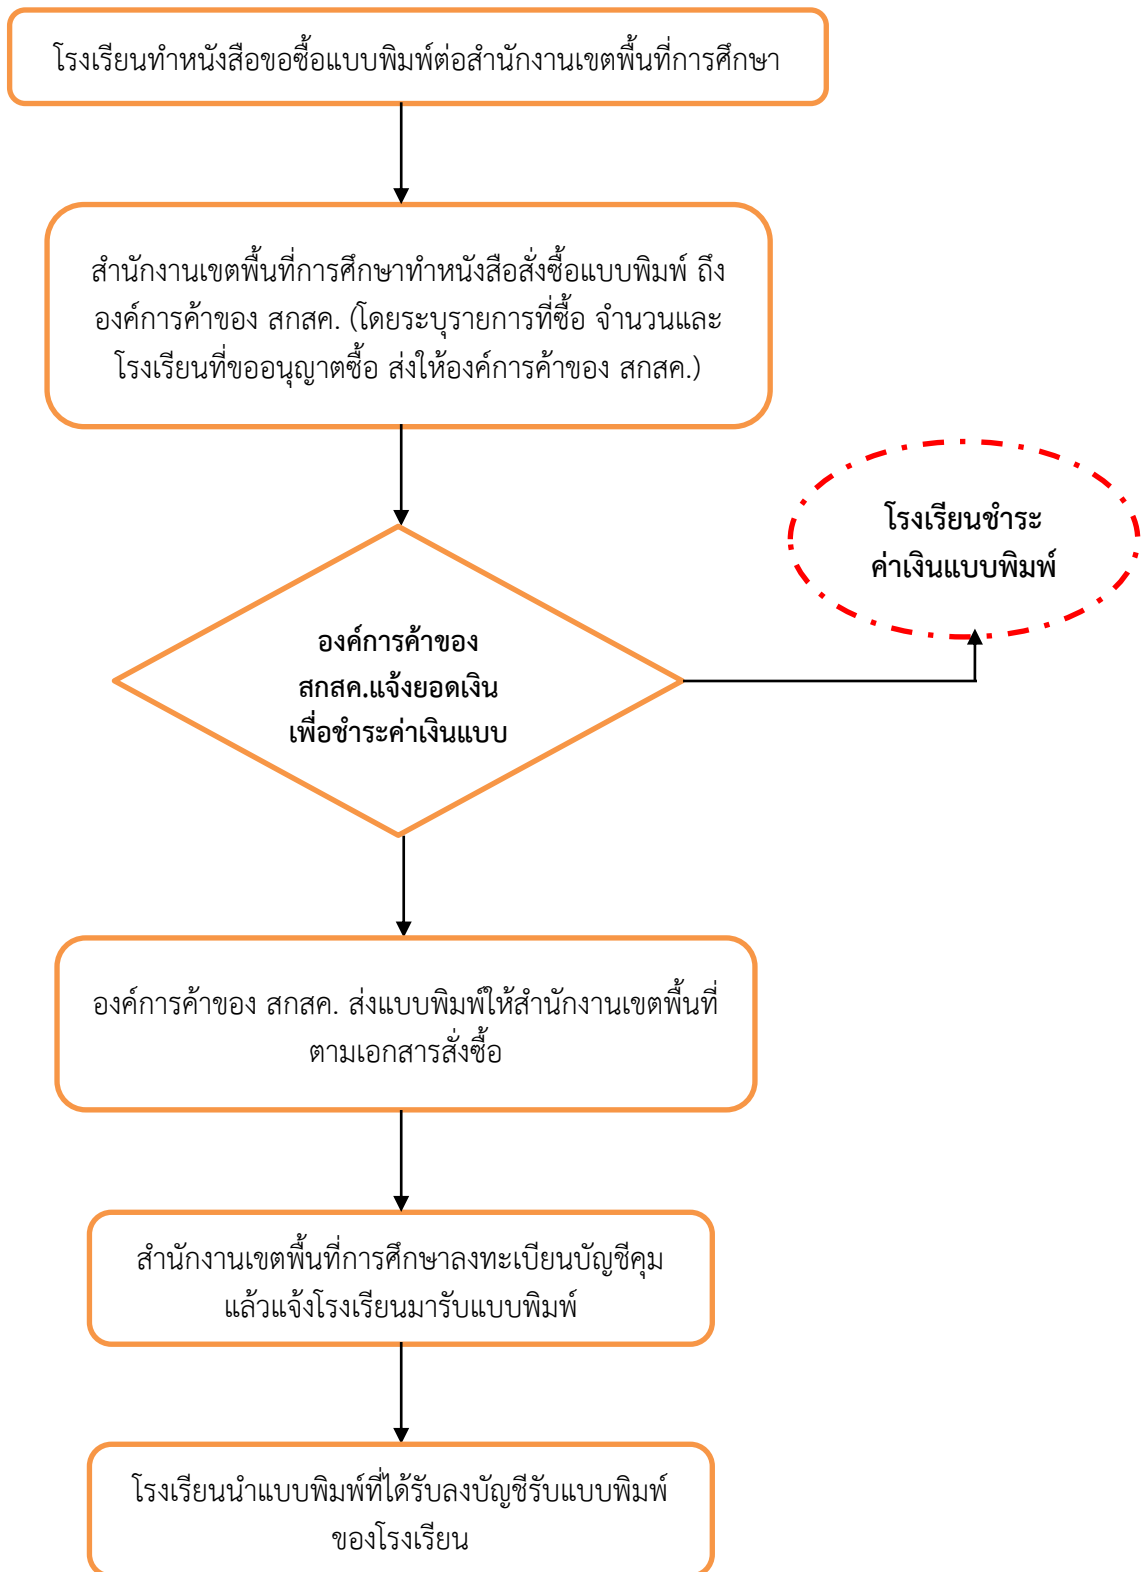 โรงเรียนทำหนังสือขอซื้อแบบพิมพ์ต่อสำนักงานเขตพื้นที่การศึกษา
สำนักงานเขตพื้นที่การศึกษาทำหนังสือสั่งซื้อแบบพิมพ์ ถึง
องค์การค้าของ สกสค. (โดยระบุรายการที่ซื้อ จำนวนและ
โรงเรียนที่ขออนุญาตซื้อ ส่งให้องค์การค้าของ สกสค.)
โรงเรียนชำระ
ค่าเงินแบบพิมพ์
องค์การค้าของ
สกสค.แจ้งยอดเงิน
เพื่อชำระค่าเงินแบบ
องค์การค้าของ สกสค. ส่งแบบพิมพ์ให้สำนักงานเขตพื้นที่
ตามเอกสารสั่งซื้อ
สำนักงานเขตพื้นที่การศึกษาลงทะเบียนบัญชีคุม
แล้วแจ้งโรงเรียนมารับแบบพิมพ์
โรงเรียนนำแบบพิมพ์ที่ได้รับลงบัญชีรับแบบพิมพ์
ของโรงเรียน